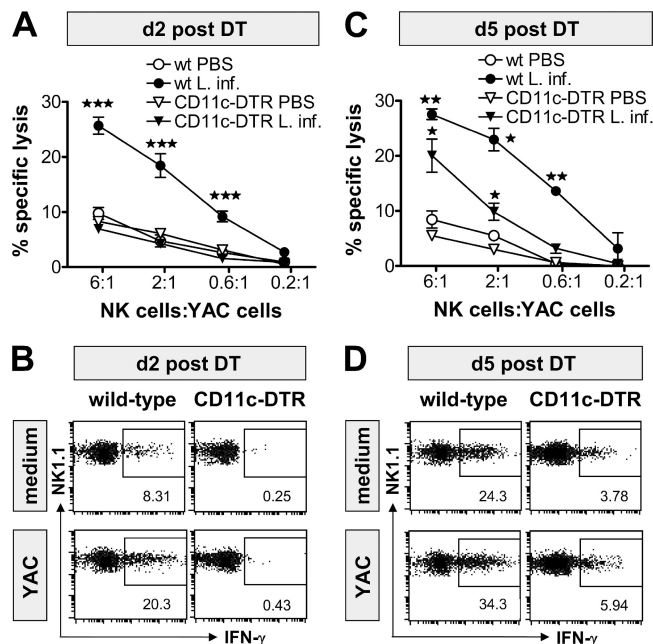 A
d2 post DT
wt PBS
wt L. inf.
CD11c-DTR PBS
CD11c-DTR L. inf.
% specific lysis
30
20
10
0
★★★
★★★
★★★
6:1 2:1 0.6:1 0.2:1
NK cells:YAC cells
C
d5 post DT
wt PBS
wt L. inf.
CD11c-DTR PBS
CD11c-DTR L. inf.
% specific lysis
30
20
10
0
★★
★
★
★
★★
6:1 2:1 0.6:1 0.2:1
NK cells:YAC cells
B
d2 post DT
wild-type CD11c-DTR
medium
8.31 0.25
YAC
20.3 0.43
NK1.1
IFN-γ
D
d5 post DT
wild-type CD11c-DTR
medium
24.3 3.78
YAC
34.3 5.94
NK1.1
IFN-γ